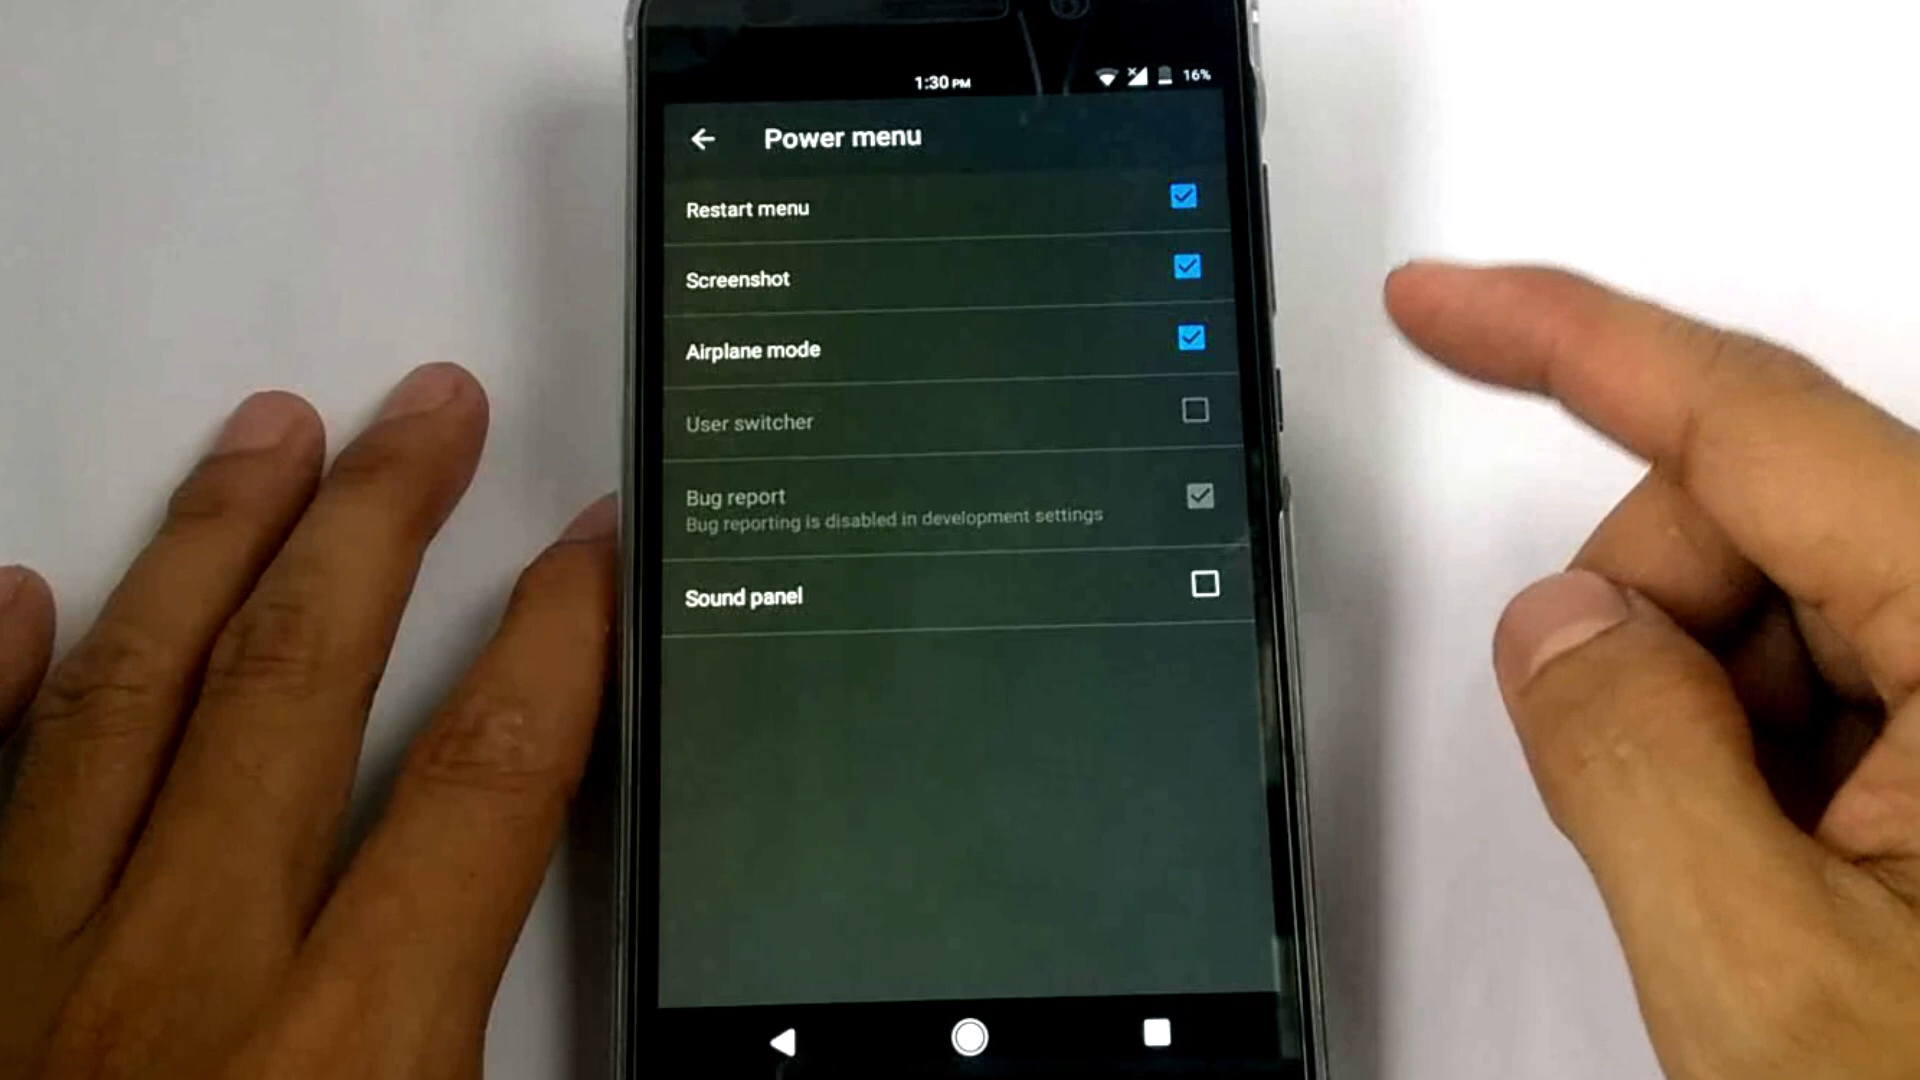 1:30 PM
16%
Power menu
Restart menu
Screenshot
Airplane mode
User switcher
Bug report
Bug reporting is disabled in development settings
Sound panel